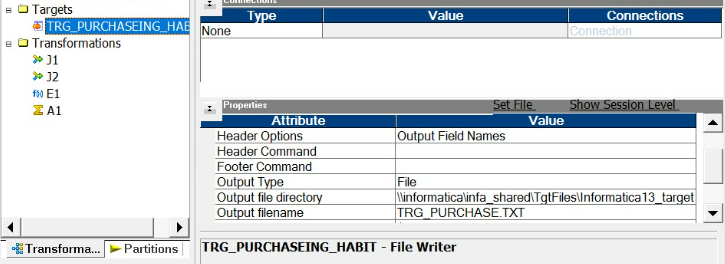 Targets
TRG_PURCHASEING_HAB
Transformations
J1
J2
f(x) E1
A1
Transforma... Partitions
Connections
Type Value Connections
None Connection
Properties Set File Show Session Level
Attribute Value
Header Options Output Field Names
Header Command
Footer Command
Output Type File
Output file directory \\informatica\infa_shared\TgtFiles\Informatica13_target
Output filename TRG_PURCHASE.TXT
TRG_PURCHASEING_HABIT - File Writer